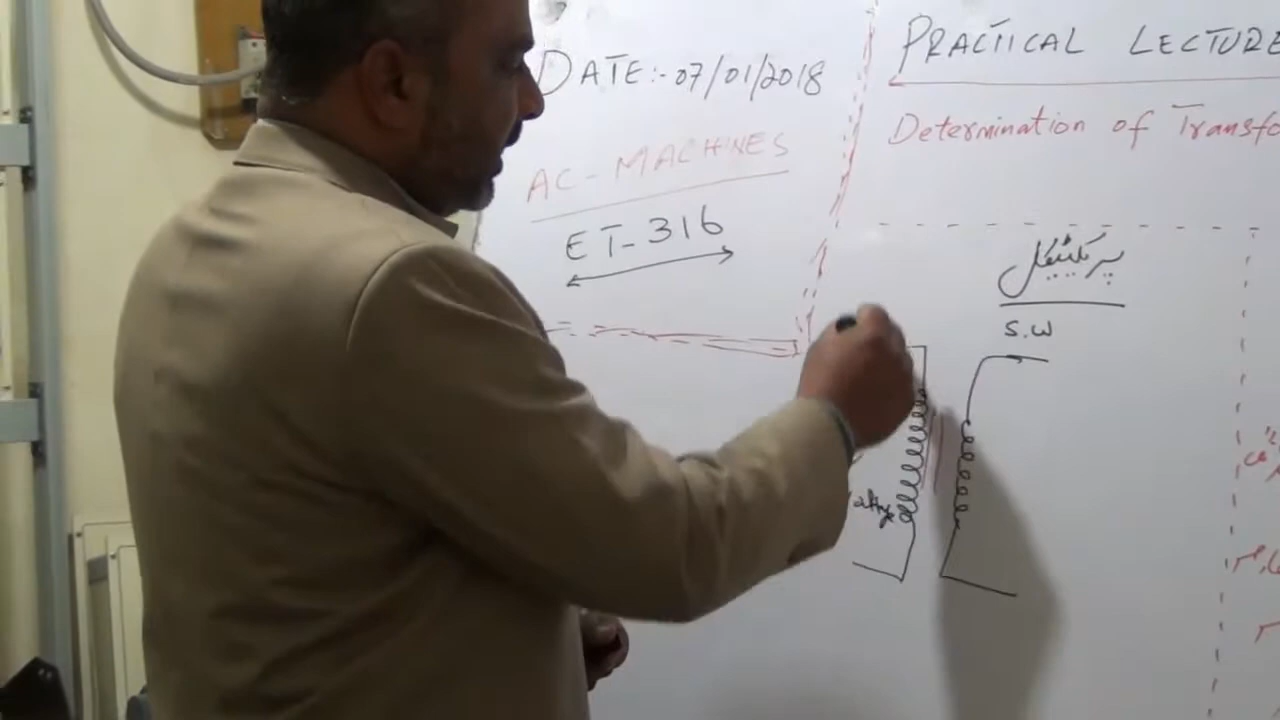 DATE:- 07/01/2018
AC-MACHINES
ET-316
PRACTICAL LECTURE
Determination of Transfo
پریکٹیکل
S.W